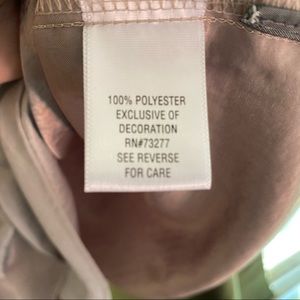 100% POLYESTER
EXCLUSIVE OF
DECORATION
RN#73277
SEE REVERSE
FOR CARE